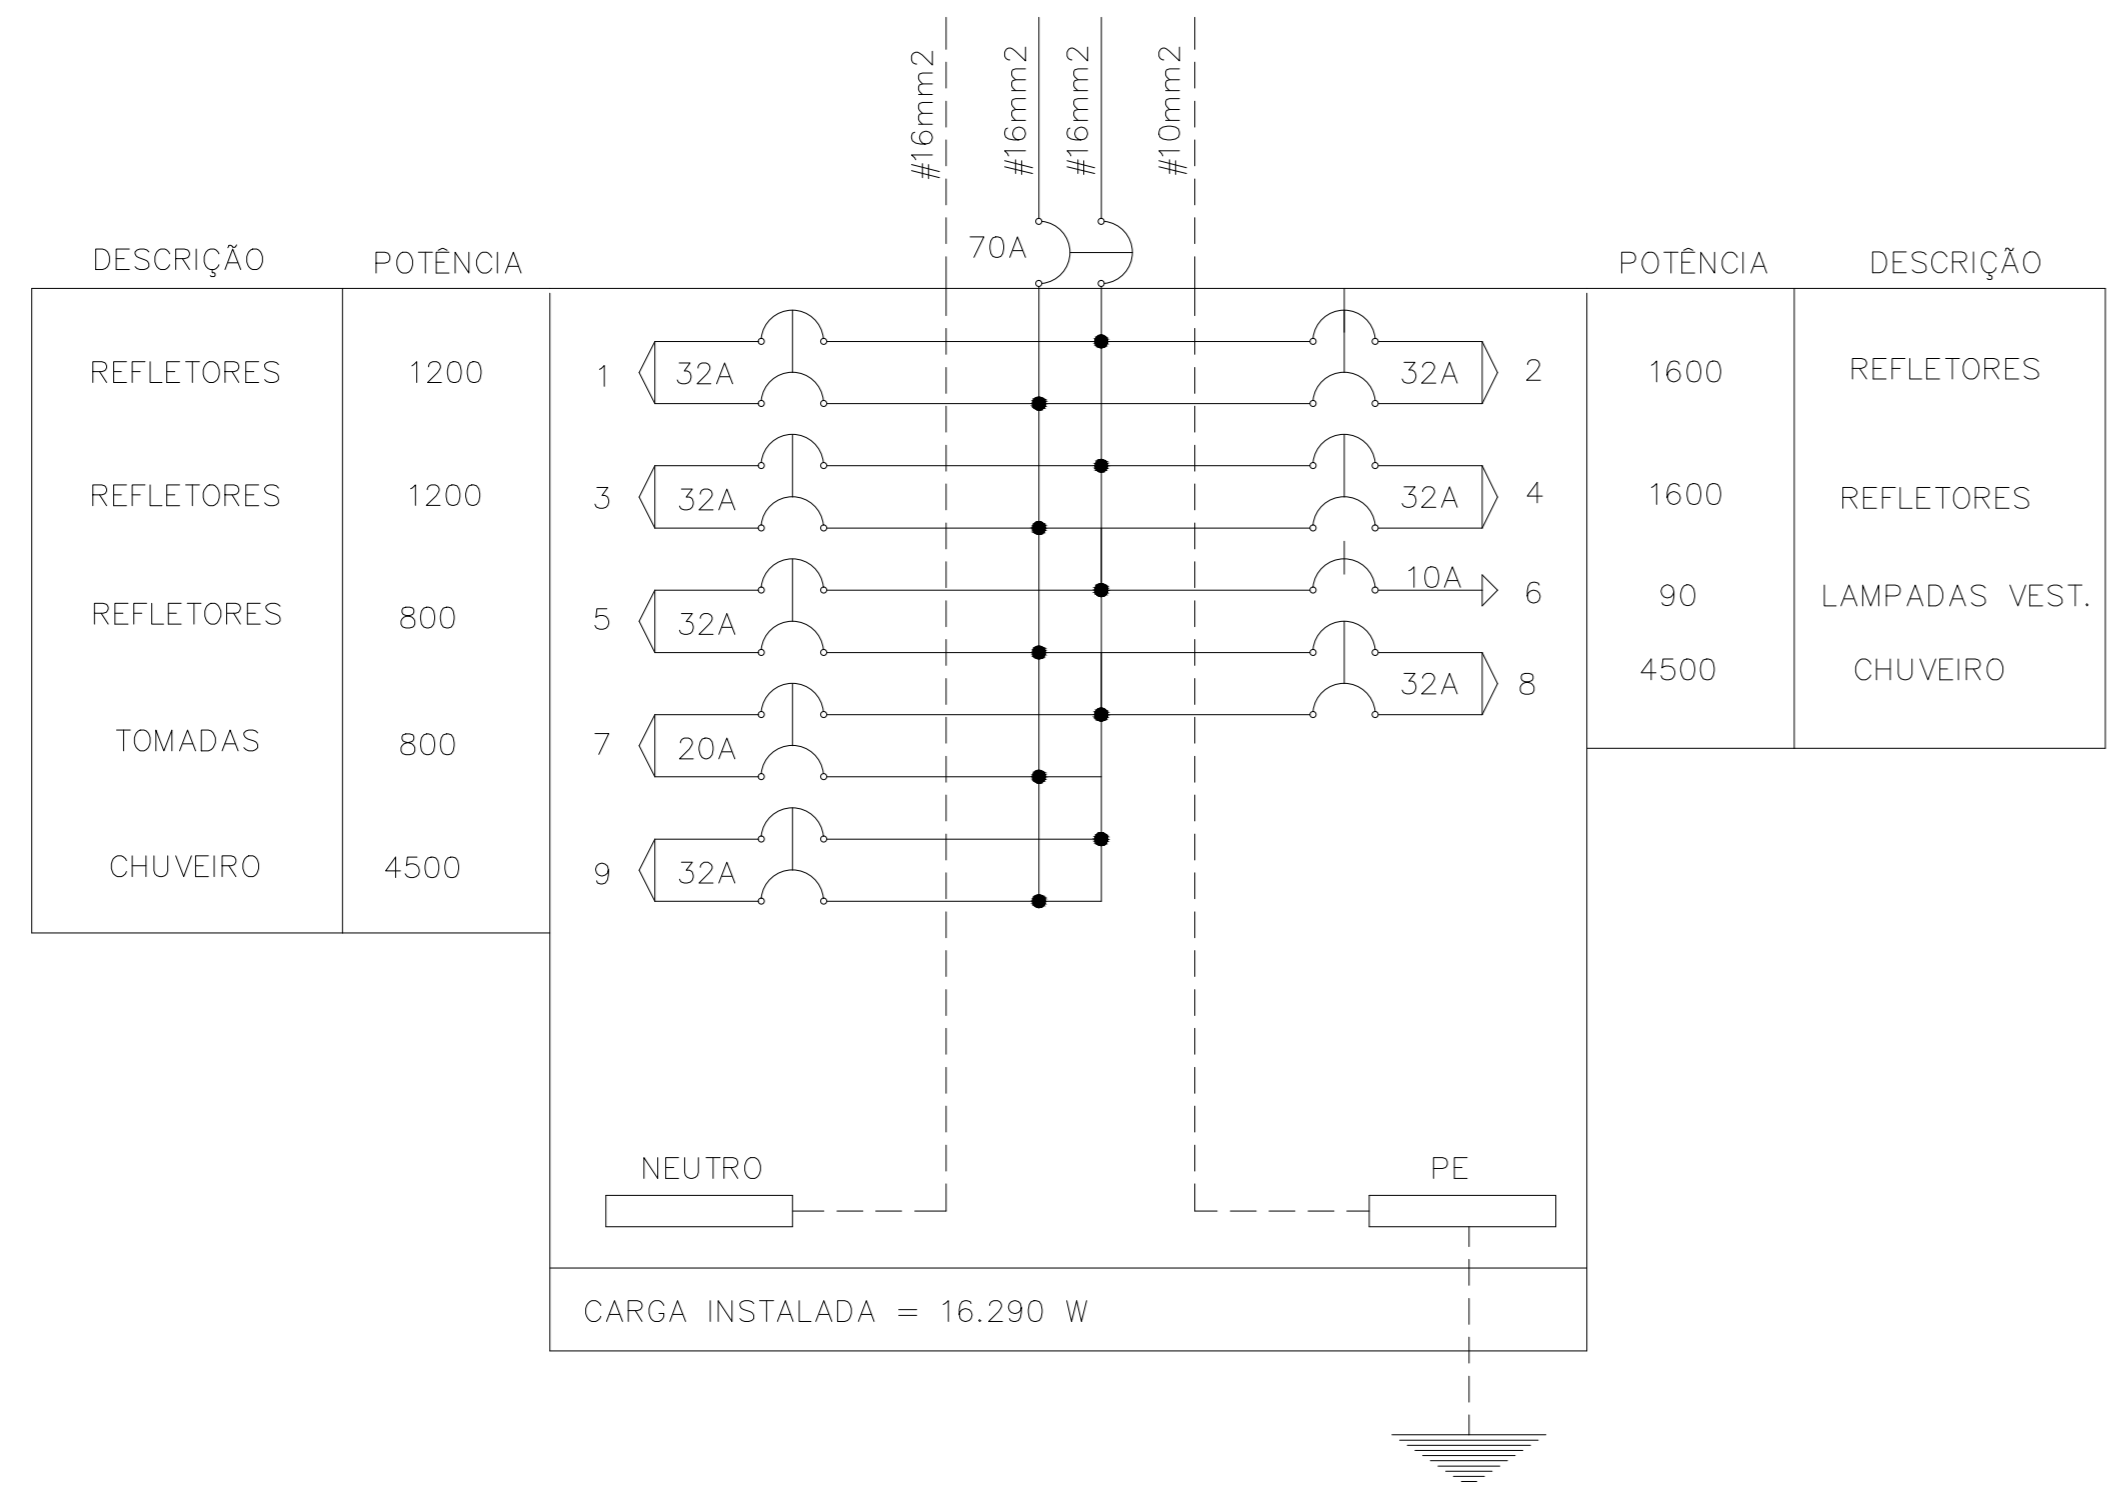 #16mm2
#16mm2
#16mm2
#10mm2
70A
DESCRIÇÃO POTÊNCIA POTÊNCIA DESCRIÇÃO
REFLETORES 1200 1 32A 32A 2 1600 REFLETORES
REFLETORES 1200 3 32A 32A 4 1600 REFLETORES
REFLETORES 800 5 32A 10A 6 90 LAMPADAS VEST.
TOMADAS 800 7 20A 32A 8 4500 CHUVEIRO
CHUVEIRO 4500 9 32A
NEUTRO PE
CARGA INSTALADA = 16.290 W